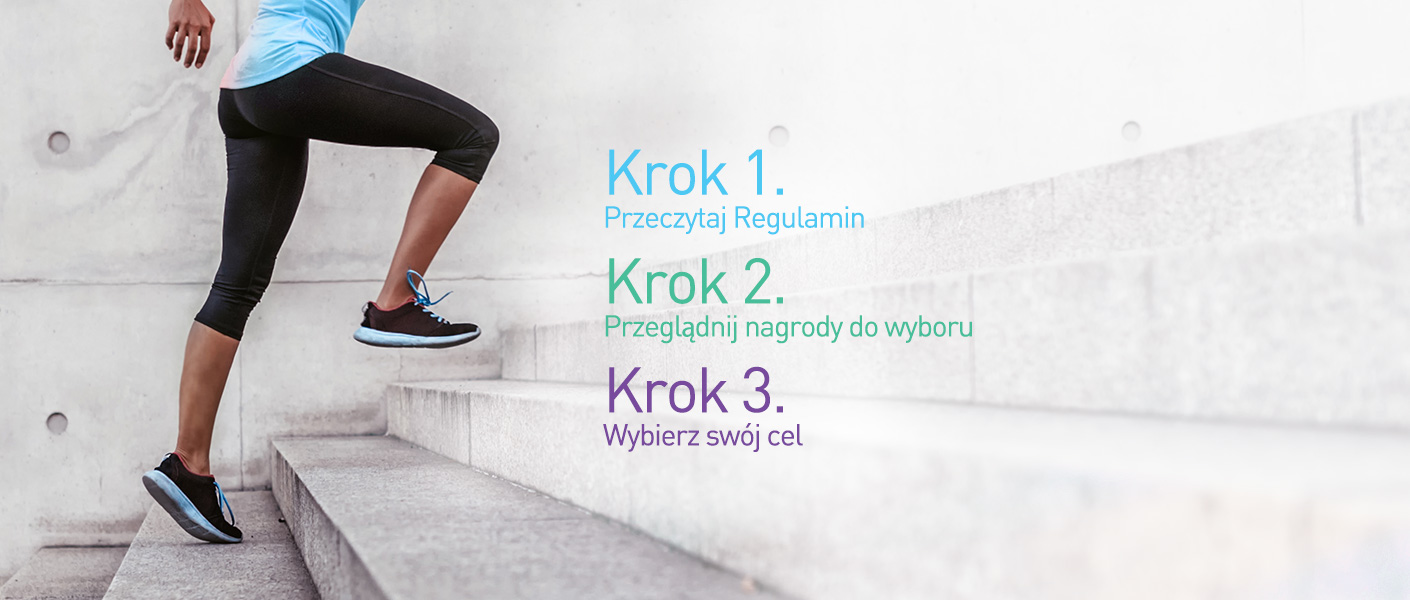 Krok 1.
Przeczytaj Regulamin
Krok 2.
Przeglądnij nagrody do wyboru
Krok 3.
Wybierz swój cel